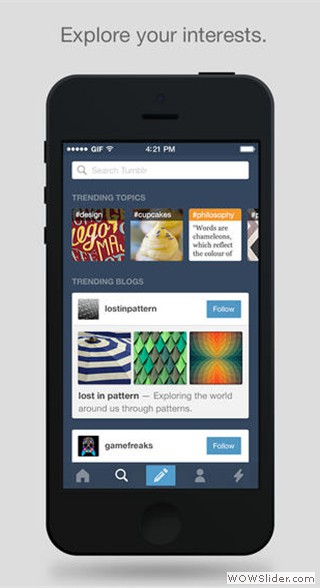 Explore your interests.
GIF 4:21 PM
Search Tumblr
TRENDING TOPICS
#design #cupcakes #philosophy #p
Lego MA
"Words are
chameleons,
which reflect
the colour of
TRENDING BLOGS
lostinpattern Follow
lost in pattern — Exploring the world
around us through patterns.
gamefreaks Follow
WOWSlider.com